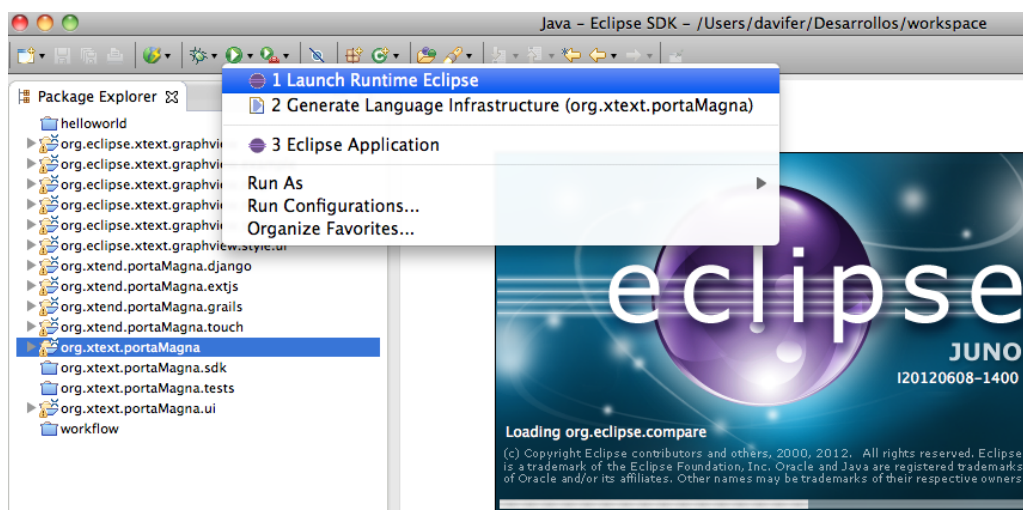 Java – Eclipse SDK – /Users/davifer/Desarrollos/workspace
1 Launch Runtime Eclipse
2 Generate Language Infrastructure (org.xtext.portaMagna)
3 Eclipse Application
Run As
Run Configurations...
Organize Favorites...
Package Explorer
helloworld
org.eclipse.xtext.graphvi
org.eclipse.xtext.graphvi
org.eclipse.xtext.graphvi
org.eclipse.xtext.graphvi
org.eclipse.xtext.graphvi
org.eclipse.xtext.graphview.style.ui
org.xtend.portaMagna.django
org.xtend.portaMagna.extjs
org.xtend.portaMagna.grails
org.xtend.portaMagna.touch
org.xtext.portaMagna
org.xtext.portaMagna.sdk
org.xtext.portaMagna.tests
org.xtext.portaMagna.ui
workflow
eclipse
JUNO
I20120608-1400
Loading org.eclipse.compare
(c) Copyright Eclipse contributors and others, 2000, 2012. All rights reserved. Eclipse
is a trademark of the Eclipse Foundation, Inc. Oracle and Java are registered trademarks
of Oracle and/or its affiliates. Other names may be trademarks of their respective owners